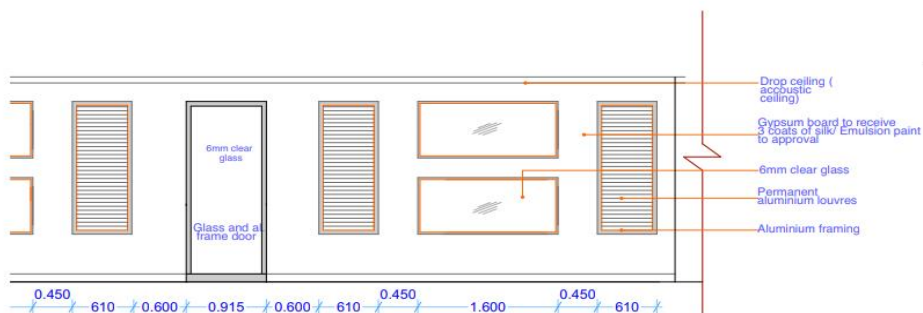 Drop ceiling (
accoustic
ceiling)
Gypsum board to receive
3 coats of silk/ Emulsion paint
to approval
6mm clear
glass
6mm clear glass
Permanent
aluminium louvres
Glass and al.
frame door
Aluminium framing
0.450 0.450 0.450
610 0.600 0.915 0.600 610 1.600 610